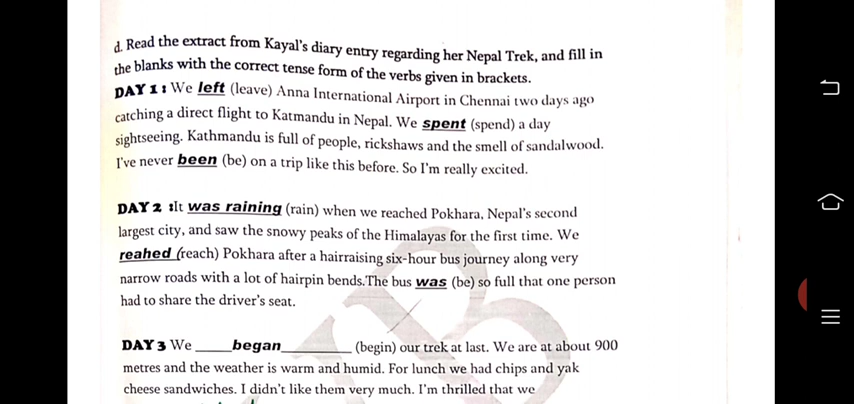 d. Read the extract from Kayal's diary entry regarding her Nepal Trek, and fill in
the blanks with the correct tense form of the verbs given in brackets.
DAY 1 : We left (leave) Anna International Airport in Chennai two days ago
catching a direct flight to Katmandu in Nepal. We spent (spend) a day
sightseeing. Kathmandu is full of people, rickshaws and the smell of sandalwood.
I've never been (be) on a trip like this before. So I'm really excited.
DAY 2 :It was raining (rain) when we reached Pokhara, Nepal's second
largest city, and saw the snowy peaks of the Himalayas for the first time. We
reahed (reach) Pokhara after a hairraising six-hour bus journey along very
narrow roads with a lot of hairpin bends.The bus was (be) so full that one person
had to share the driver's seat.
DAY 3 We _____began__________ (begin) our trek at last. We are at about 900
metres and the weather is warm and humid. For lunch we had chips and yak
cheese sandwiches. I didn't like them very much. I'm thrilled that we